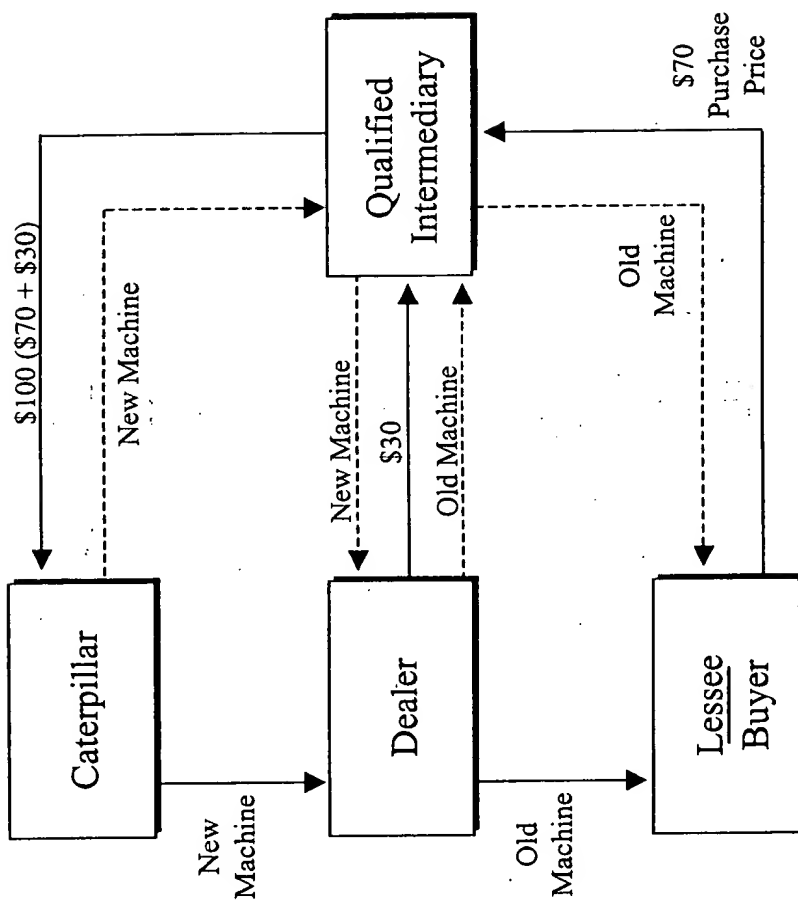 $100 ($70 + $30)
Caterpillar
New Machine
New
Machine
New Machine
Qualified
Intermediary
Dealer
$30
Old Machine
Old
Machine
Old
Machine
Lessee
Buyer
$70
Purchase
Price